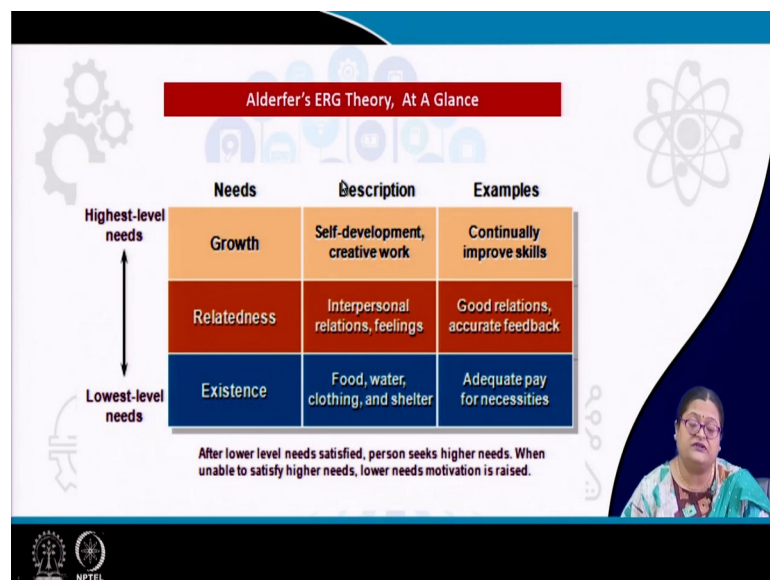 Alderfer's ERG Theory, At A Glance
Needs
Description
Examples
Highest-level
needs
Growth
Self-development,
creative work
Continually
improve skills
Relatedness
Interpersonal
relations, feelings
Good relations,
accurate feedback
Lowest-level
needs
Existence
Food, water,
clothing, and shelter
Adequate pay
for necessities
After lower level needs satisfied, person seeks higher needs. When
unable to satisfy higher needs, lower needs motivation is raised.
NPTEL